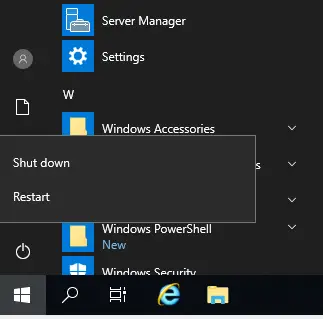 Server Manager
Settings
W
Windows Accessories
Shut down
s
Restart
Windows PowerShell
New
Windows Security